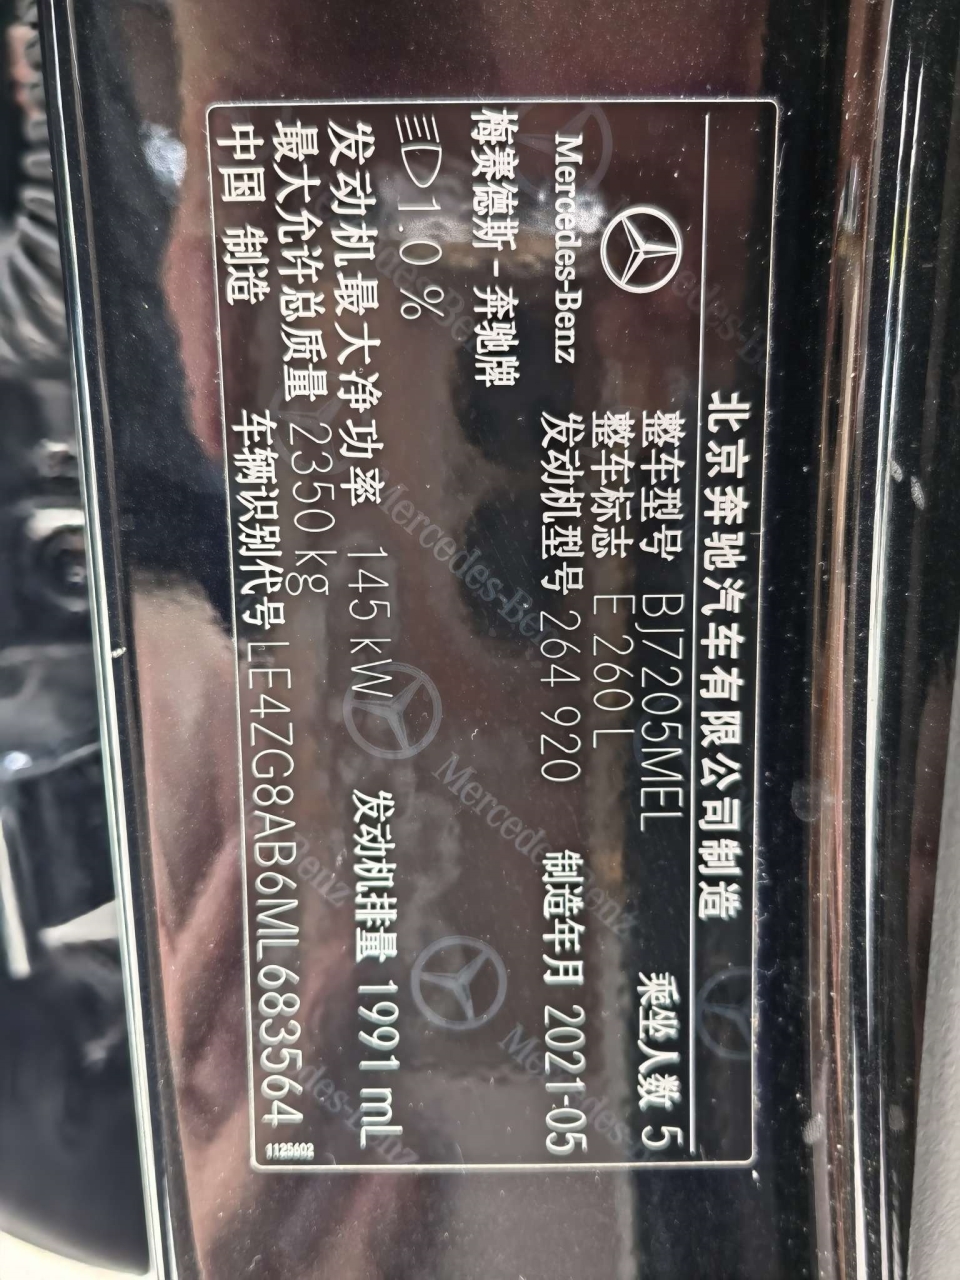 北京奔驰汽车有限公司制造
整车型号 BJ7205MEL 乘坐人数 5
整车标志 E 260 L
Mercedes-Benz 发动机型号 264 920 制造年月 2021-05
梅赛德斯-奔驰牌
1.0%
发动机最大净功率 145 kW 发动机排量 1991 mL
最大允许总质量 2350 kg
中国 制造 车辆识别代号 LE4ZG8AB6ML683564
1125602